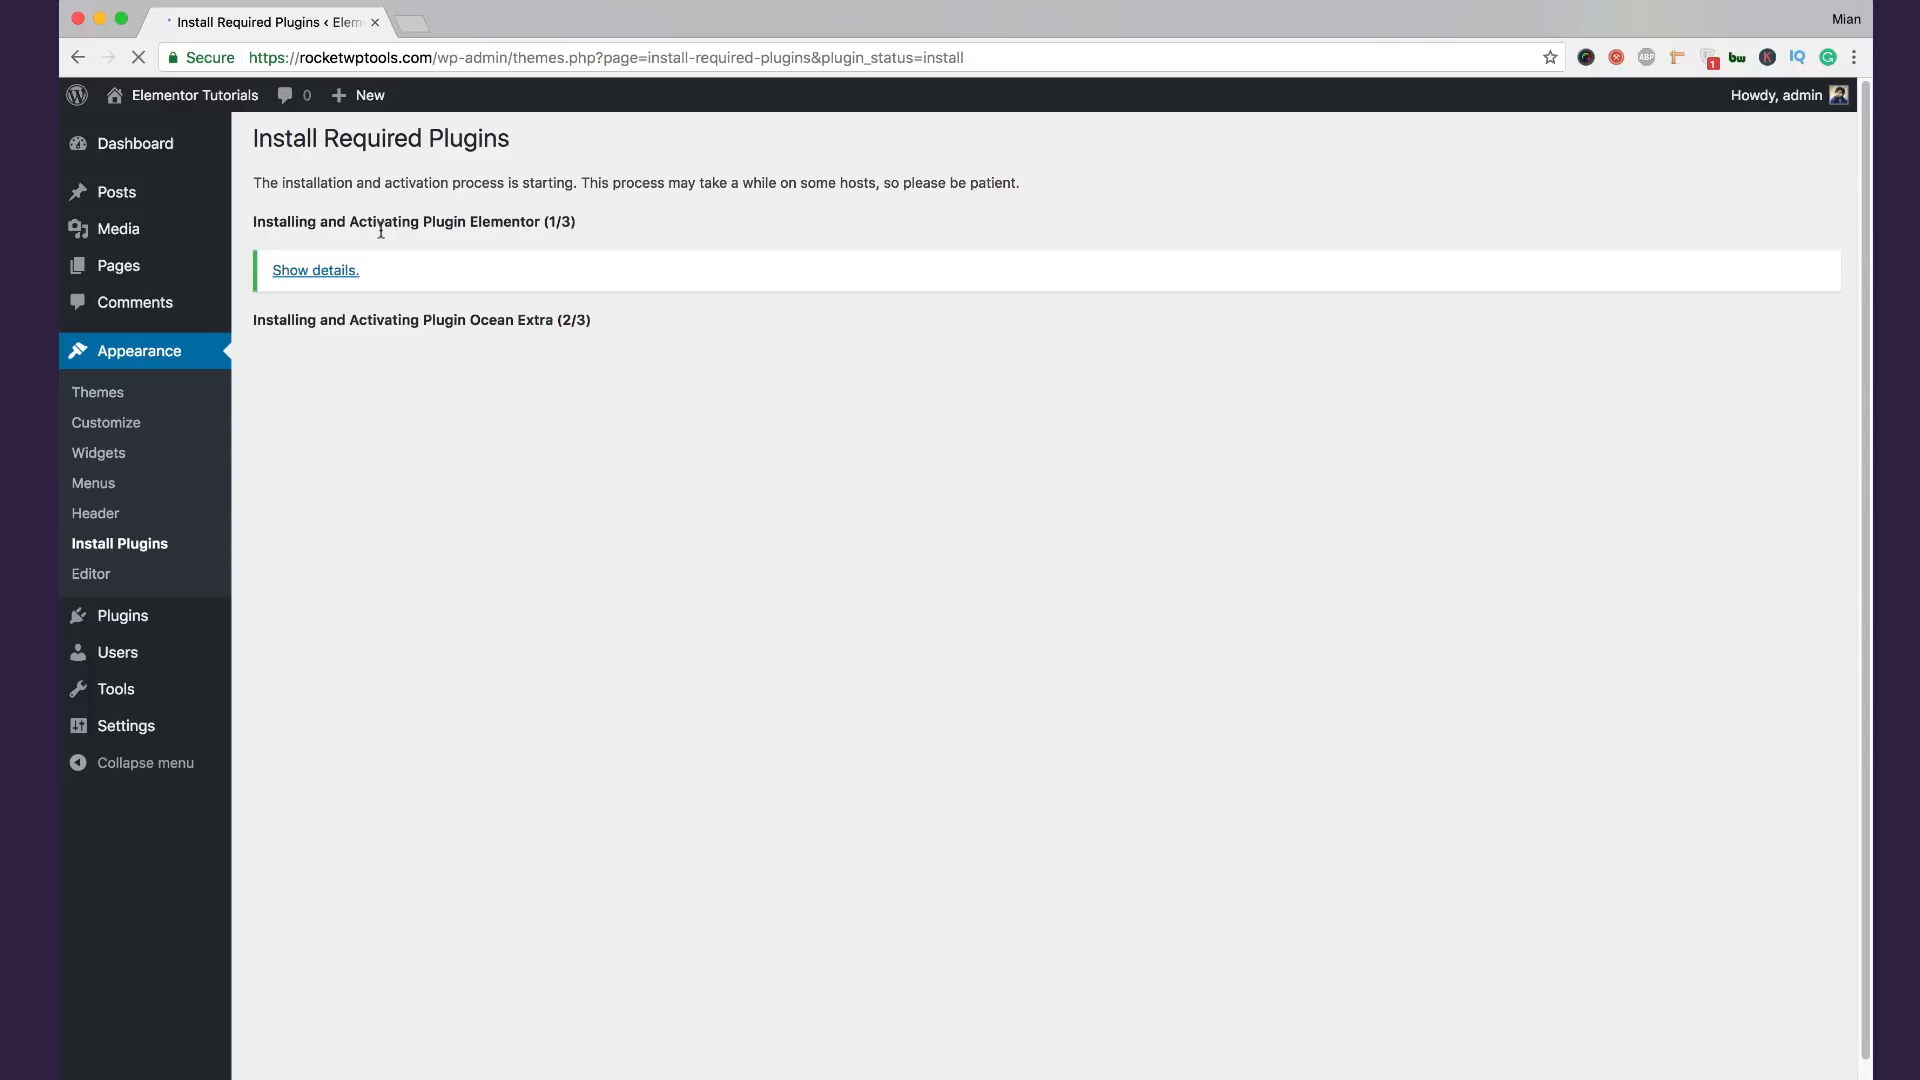 Install Required Plugins ‹ Elem
Mian
Secure https://rocketwptools.com/wp-admin/themes.php?page=install-required-plugins&plugin_status=install
ABP
1
bw
K
IQ
Elementor Tutorials 0 New
Howdy, admin
Dashboard
Posts
Media
Pages
Comments
Appearance
Themes
Customize
Widgets
Menus
Header
Install Plugins
Editor
Plugins
Users
Tools
Settings
Collapse menu
Install Required Plugins
The installation and activation process is starting. This process may take a while on some hosts, so please be patient.
Installing and Activating Plugin Elementor (1/3)
Show details.
Installing and Activating Plugin Ocean Extra (2/3)